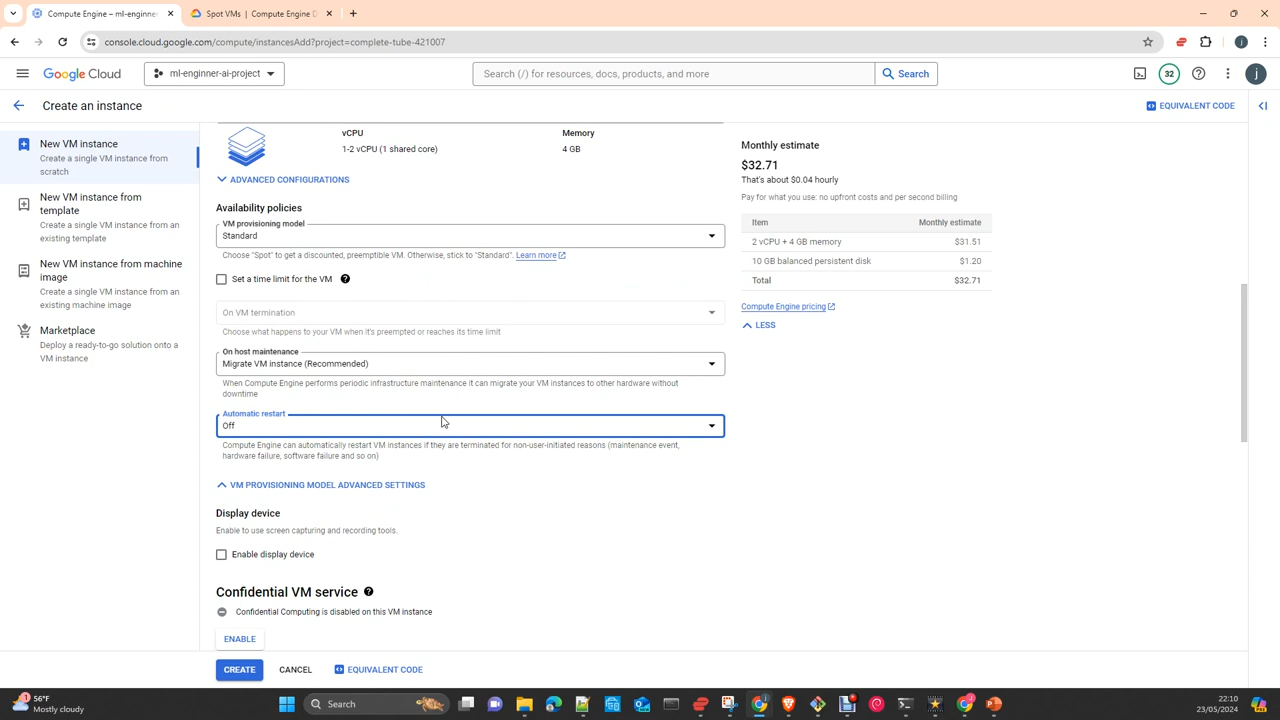 Compute Engine – ml-enginner-
Spot VMs | Compute Engine D
console.cloud.google.com/compute/instancesAdd?project=complete-tube-421007
j
Google Cloud
ml-enginner-ai-project
Search (/) for resources, docs, products, and more
Search
32
j
Create an instance
EQUIVALENT CODE
New VM instance
Create a single VM instance from
scratch
New VM instance from
template
Create a single VM instance from an
existing template
New VM instance from machine
image
Create a single VM instance from an
existing machine image
Marketplace
Deploy a ready-to-go solution onto a
VM instance
vCPU
Memory
1-2 vCPU (1 shared core)
4 GB
ADVANCED CONFIGURATIONS
Availability policies
VM provisioning model
Standard
Choose "Spot" to get a discounted, preemptible VM. Otherwise, stick to "Standard". Learn more
Set a time limit for the VM
On VM termination
Choose what happens to your VM when it's preempted or reaches its time limit
On host maintenance
Migrate VM instance (Recommended)
When Compute Engine performs periodic infrastructure maintenance it can migrate your VM instances to other hardware without
downtime
Automatic restart
Off
Compute Engine can automatically restart VM instances if they are terminated for non-user-initiated reasons (maintenance event,
hardware failure, software failure and so on)
VM PROVISIONING MODEL ADVANCED SETTINGS
Display device
Enable to use screen capturing and recording tools.
Enable display device
Confidential VM service
Confidential Computing is disabled on this VM instance
ENABLE
CREATE
CANCEL
EQUIVALENT CODE
Monthly estimate
$32.71
That's about $0.04 hourly
Pay for what you use: no upfront costs and per second billing
Item
Monthly estimate
2 vCPU + 4 GB memory
$31.51
10 GB balanced persistent disk
$1.20
Total
$32.71
Compute Engine pricing
LESS
56°F
Mostly cloudy
Search
22:10
23/05/2024